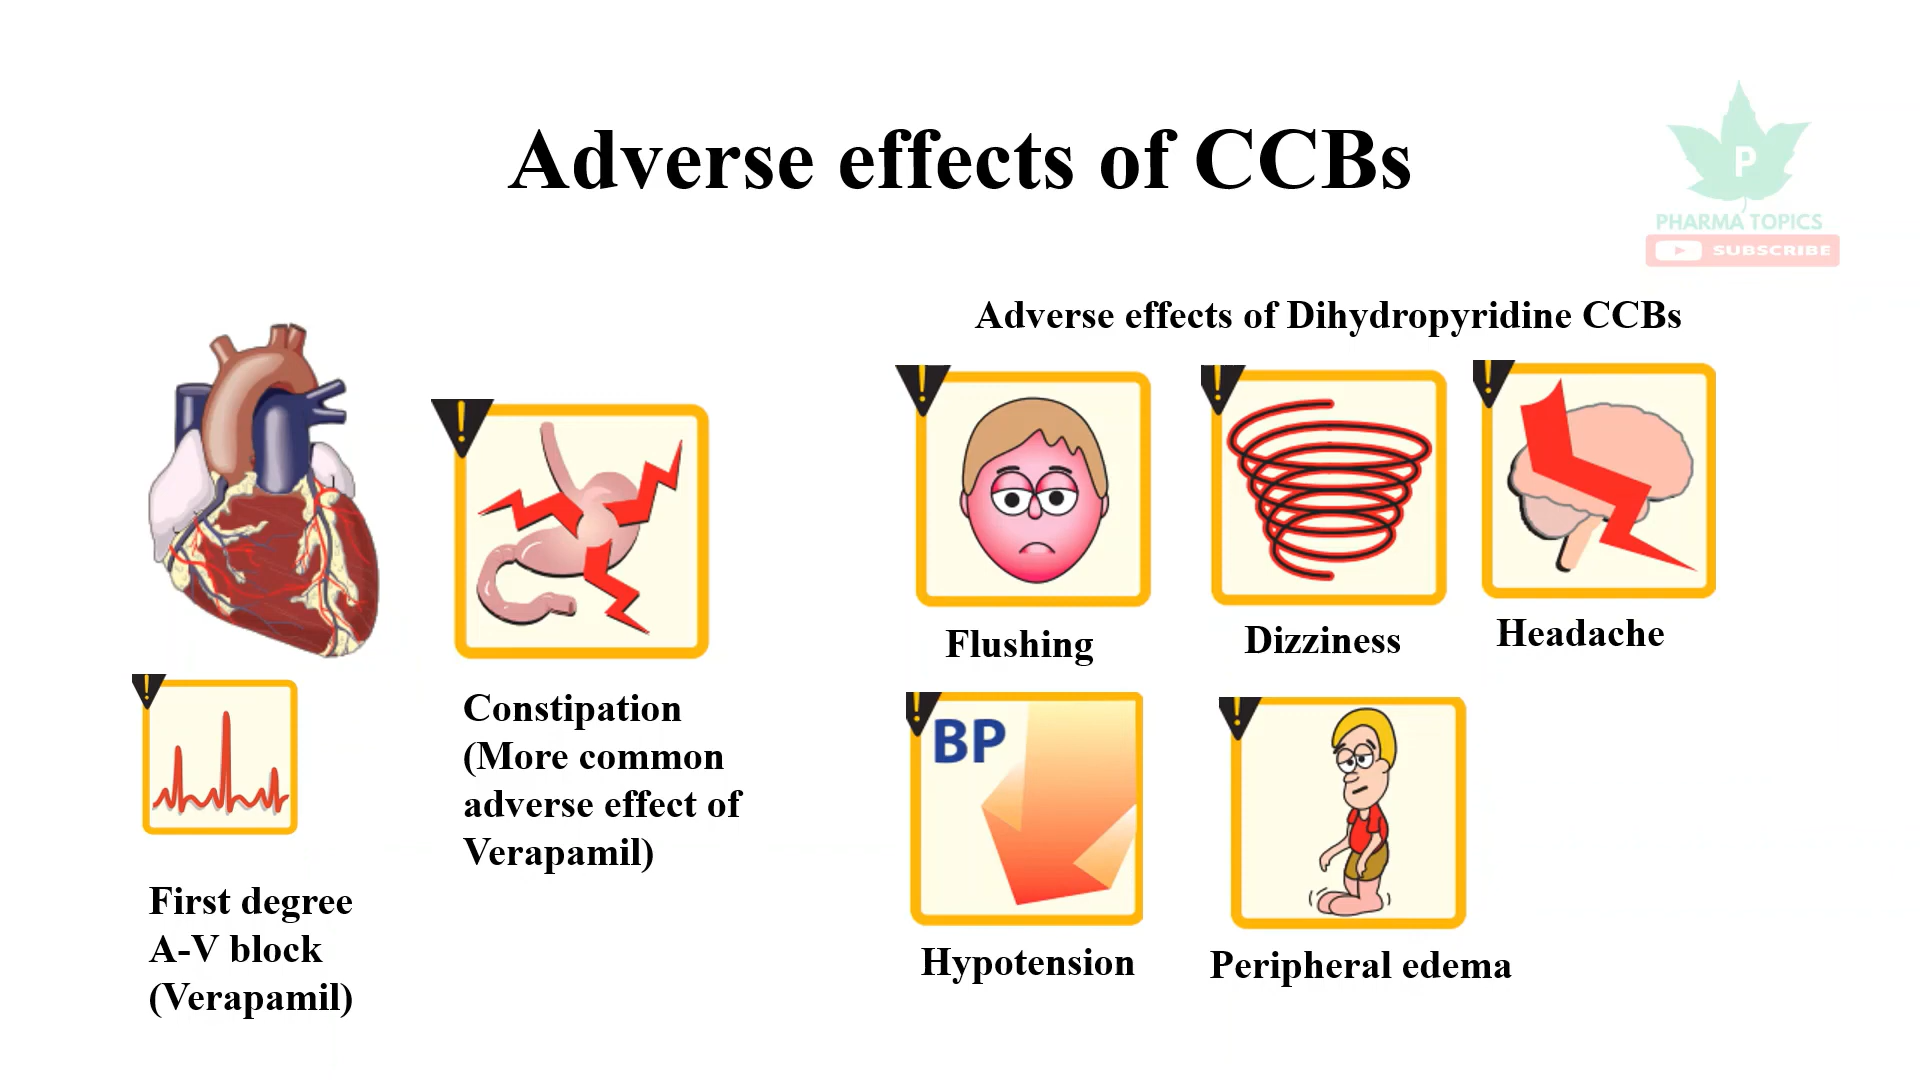 Adverse effects of CCBs
P
PHARMA TOPICS
SUBSCRIBE
Adverse effects of Dihydropyridine CCBs
Flushing
Dizziness
Headache
Constipation
(More common
adverse effect of
Verapamil)
First degree
A-V block
(Verapamil)
BP
Hypotension
Peripheral edema